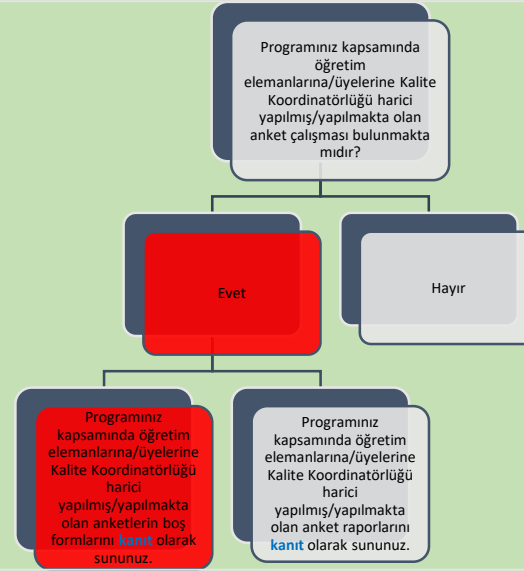 Programınız kapsamında
öğretim
elemanlarına/üyelerine Kalite
Koordinatörlüğü harici
yapılmış/yapılmakta olan
anket çalışması bulunmakta
mıdır?
Evet
Hayır
Programınız
kapsamında öğretim
elemanlarına/üyelerine
Kalite Koordinatörlüğü
harici
yapılmış/yapılmakta
olan anketlerin boş
formlarını kanıt olarak
sununuz.
Programınız
kapsamında öğretim
elemanlarına/üyelerine
Kalite Koordinatörlüğü
harici
yapılmış/yapılmakta
olan anket raporlarını
kanıt olarak sununuz.